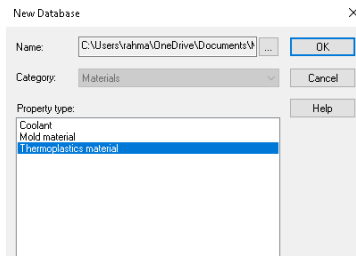 New Database
Name: C:\Users\rahma\OneDrive\Documents\ ... OK
Category: Materials Cancel
Property type: Help
Coolant
Mold material
Thermoplastics material